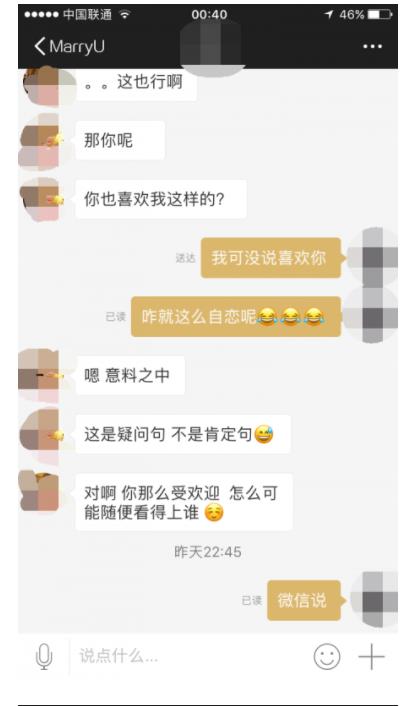 中国联通 00:40 46%
MarryU
。。这也行啊
那你呢
你也喜欢我这样的?
送达 我可没说喜欢你
已读 咋就这么自恋呢😂😂😂
嗯 意料之中
这是疑问句 不是肯定句😅
对啊 你那么受欢迎 怎么可
能随便看得上谁 ☺️
昨天22:45
已读 微信说
说点什么...